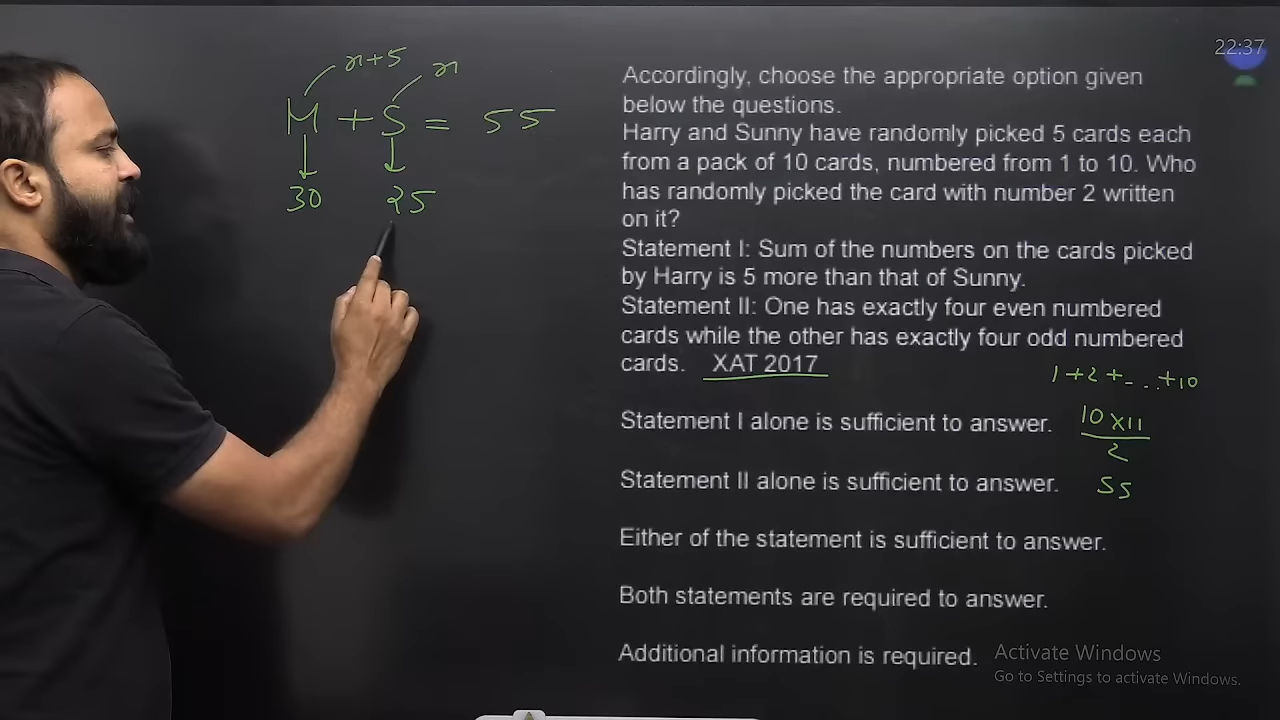 22:37
x+5 x
M + S = 55
30 25
Accordingly, choose the appropriate option given
below the questions.
Harry and Sunny have randomly picked 5 cards each
from a pack of 10 cards, numbered from 1 to 10. Who
has randomly picked the card with number 2 written
on it?
Statement I: Sum of the numbers on the cards picked
by Harry is 5 more than that of Sunny.
Statement II: One has exactly four even numbered
cards while the other has exactly four odd numbered
cards. XAT 2017
1+2+...+10
Statement I alone is sufficient to answer.
10×11
2
Statement II alone is sufficient to answer.
55
Either of the statement is sufficient to answer.
Both statements are required to answer.
Additional information is required.
Activate Windows
Go to Settings to activate Windows.